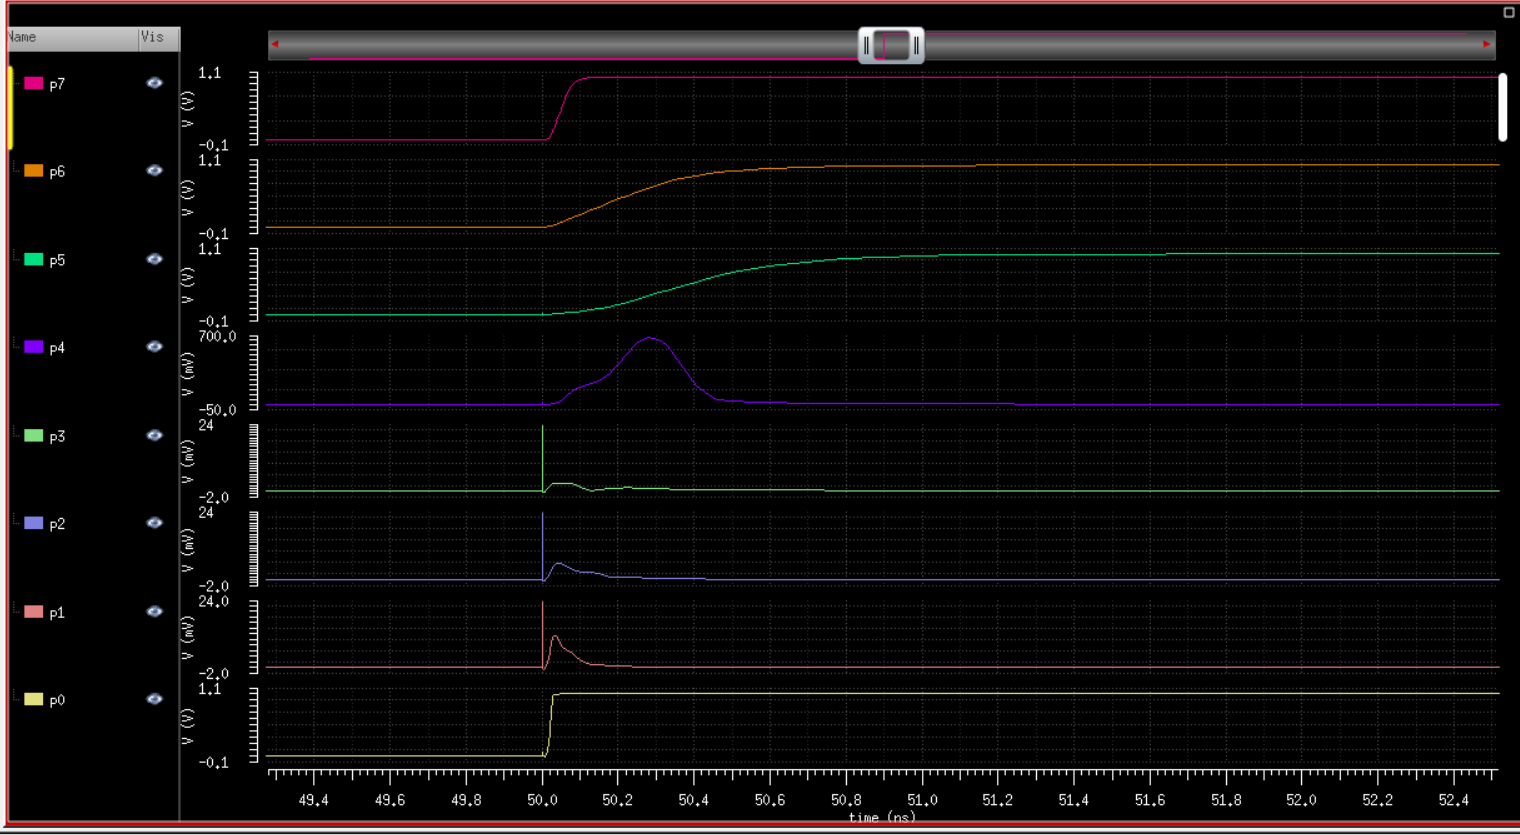 Name Vis
p7
1.1
V (V)
-0.1
p6
1.1
V (V)
-0.1
p5
1.1
V (V)
-0.1
p4
700.0
V (mV)
-50.0
p3
24
V (mV)
-2.0
p2
24
V (mV)
-2.0
p1
24.0
V (mV)
-2.0
p0
1.1
V (V)
-0.1
49.4 49.6 49.8 50.0 50.2 50.4 50.6 50.8 51.0 51.2 51.4 51.6 51.8 52.0 52.2 52.4
time (ns)